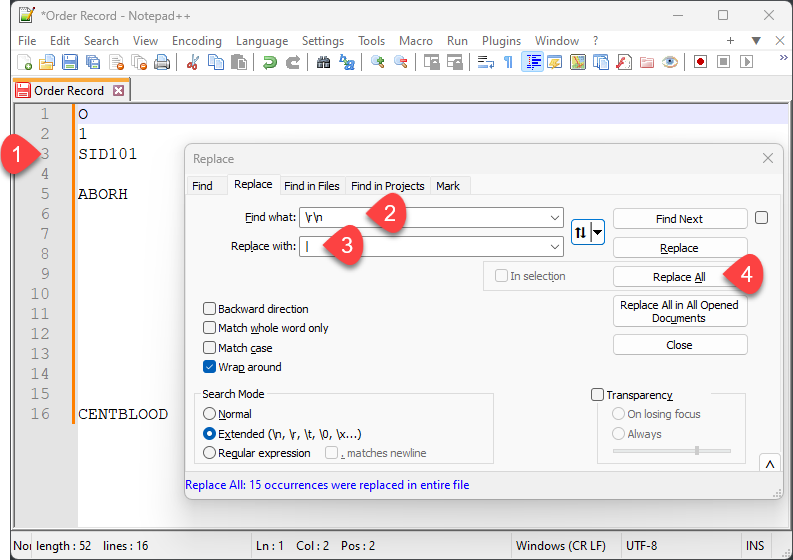 *Order Record - Notepad++
File Edit Search View Encoding Language Settings Tools Macro Run Plugins Window ? + ▼ ×
Order Record
1 O
2 1
3 SID101
4
5 ABORH
6
7
8
9
10
11
12
13
14
15
16 CENTBLOOD
1
2
3
4
Replace
Find Replace Find in Files Find in Projects Mark
Find what: \r\n
Find Next
Replace with: |
Replace
In selection
Replace All
Replace All in All Opened
Documents
Close
Backward direction
Match whole word only
Match case
Wrap around
Search Mode
Normal
Extended (\n, \r, \t, \0, \x...)
Regular expression . matches newline
Transparency
On losing focus
Always
Replace All: 15 occurrences were replaced in entire file
Nor length : 52 lines : 16 Ln : 1 Col : 2 Pos : 2 Windows (CR LF) UTF-8 INS